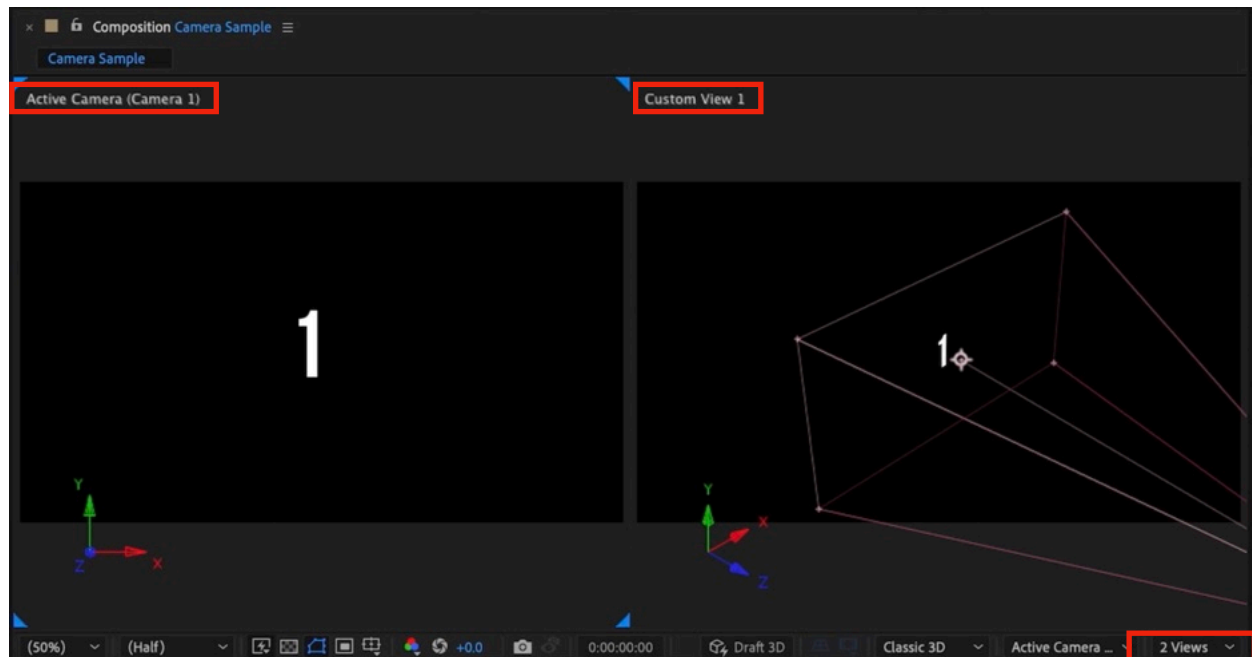 × Composition Camera Sample ≡
Camera Sample
Active Camera (Camera 1)
Custom View 1
1
1
Y
Z
X
Y
X
Z
(50%) (Half) +0.0 0:00:00:00 Draft 3D Classic 3D Active Camera ... 2 Views